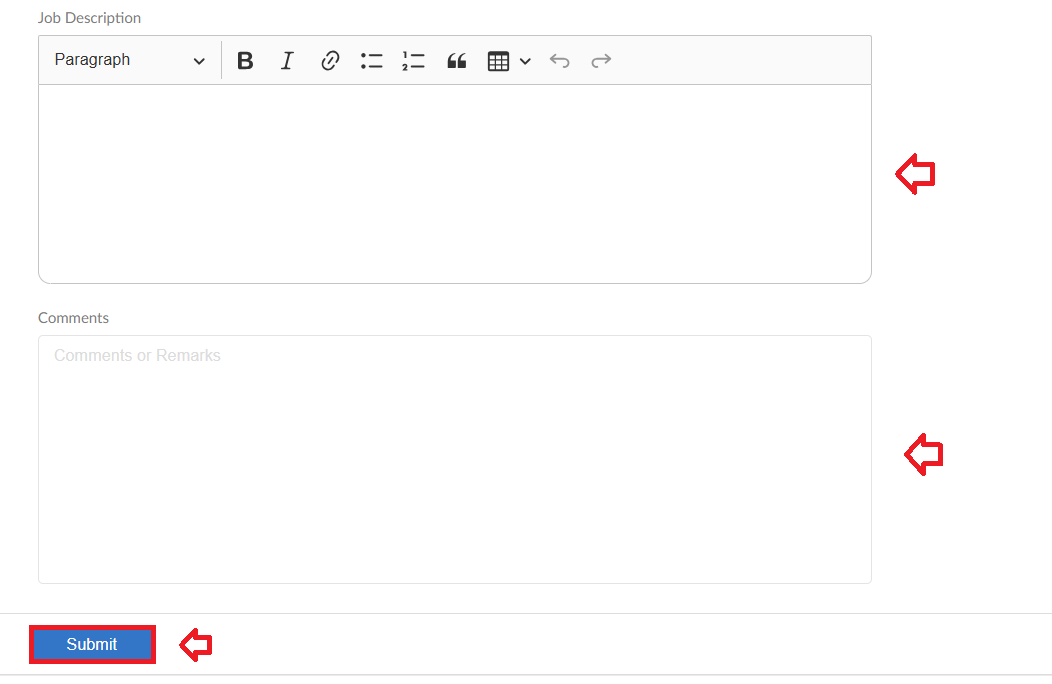 Job Description
Paragraph
Comments
Comments or Remarks
Submit